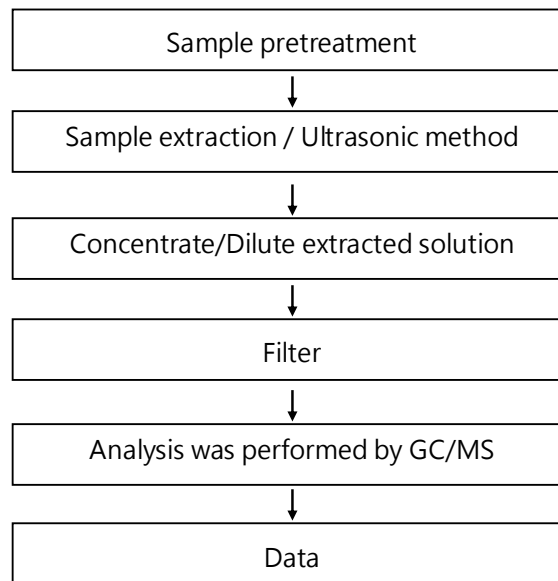 Sample pretreatment
Sample extraction / Ultrasonic method
Concentrate/Dilute extracted solution
Filter
Analysis was performed by GC/MS
Data